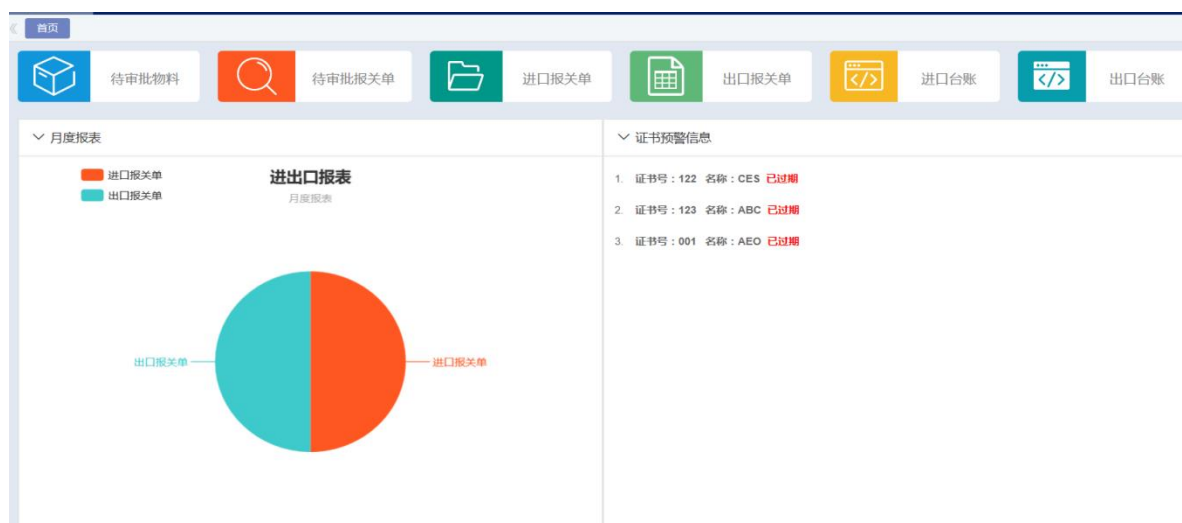 首页
待审批物料
待审批报关单
进口报关单
出口报关单
进口台账
出口台账
月度报表
进口报关单
出口报关单
进出口报表
月度报表
出口报关单
进口报关单
证书预警信息
1. 证书号：122 名称：CES 已过期
2. 证书号：123 名称：ABC 已过期
3. 证书号：001 名称：AEO 已过期